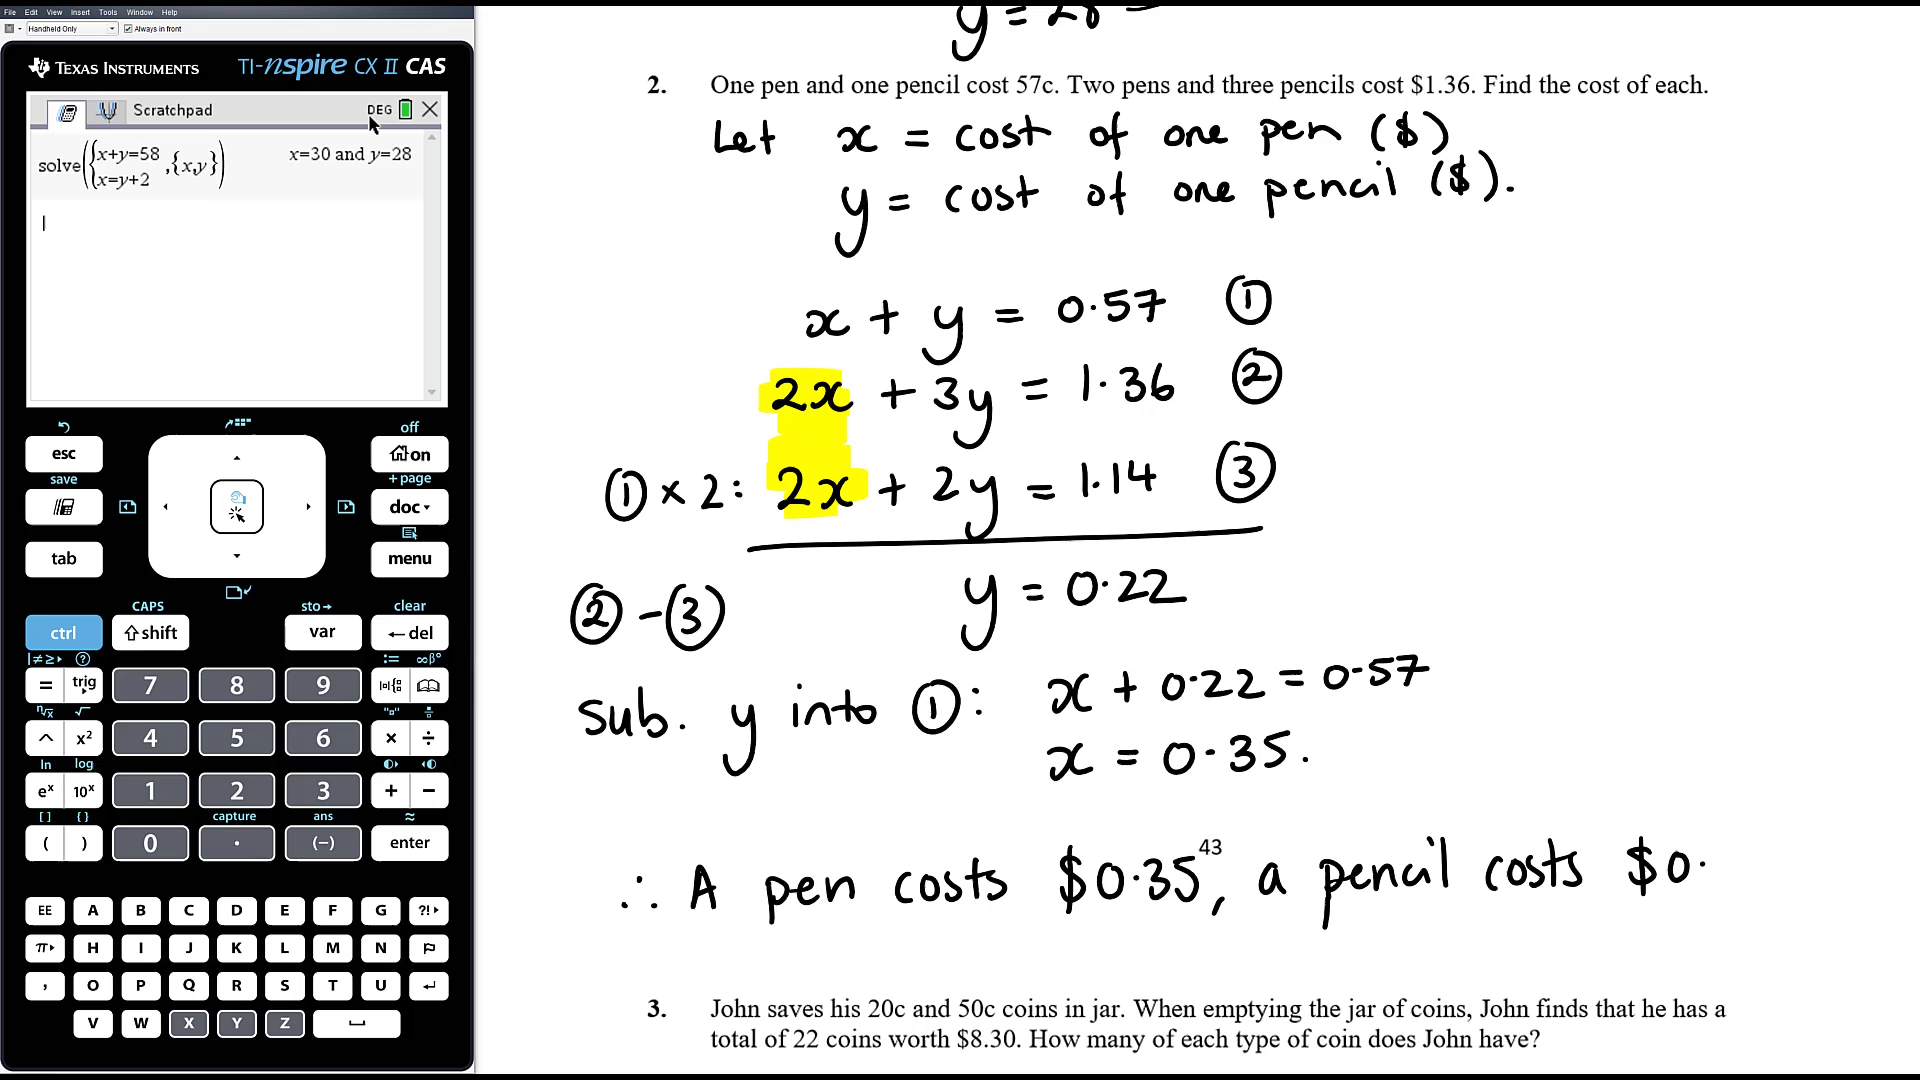 File Edit View Insert Tools Window Help
Handheld Only Always in front
TEXAS INSTRUMENTS TI-nspire CX II CAS
Scratchpad DEG
solve({x+y=58
x=y+2 ,{x,y}) x=30 and y=28
y = 28
2. One pen and one pencil cost 57c. Two pens and three pencils cost $1.36. Find the cost of each.
Let x = cost of one pen ($)
y = cost of one pencil ($).
x + y = 0.57 ①
2x + 3y = 1.36 ②
① x 2: 2x + 2y = 1.14 ③
② - ③ y = 0.22
sub. y into ①: x + 0.22 = 0.57
x = 0.35.
∴ A pen costs $0.35, a pencil costs $0.
43
3. John saves his 20c and 50c coins in jar. When emptying the jar of coins, John finds that he has a
total of 22 coins worth $8.30. How many of each type of coin does John have?
off
esc on
save + page
doc
tab menu
CAPS sto→ clear
ctrl shift var ←del
|≠≥▸ ? := ∞β°
= trig 7 8 9
ⁿ√x √ "□"
^ x² 4 5 6 × ÷
ln log
eˣ 10ˣ 1 2 3 + −
[] {} capture ans ≈
( ) 0 . (−) enter
EE A B C D E F G ?!▸
π▸ H I J K L M N
, O P Q R S T U ↵
V W X Y Z